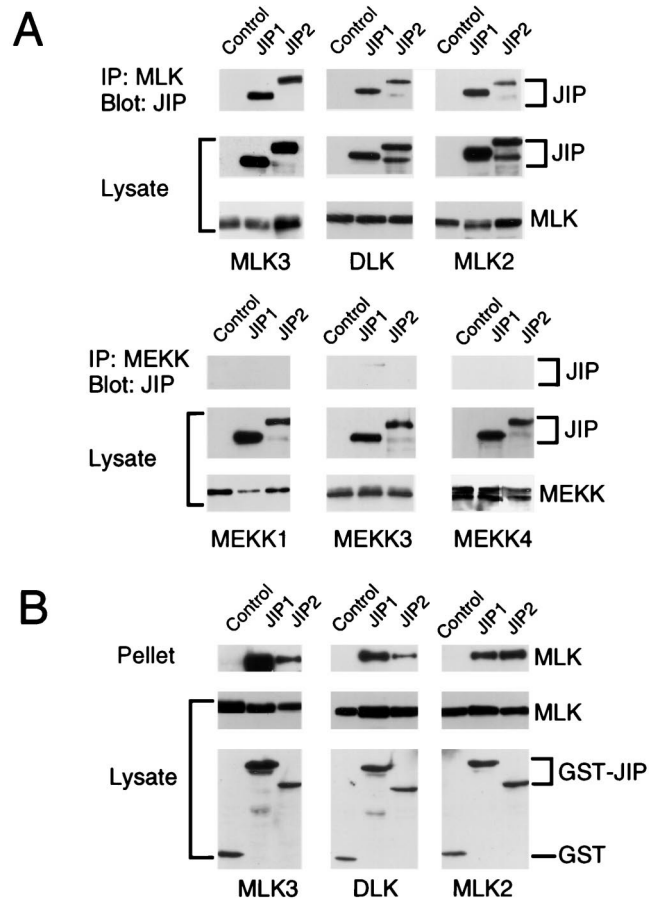 A
Control JIP1 JIP2 Control JIP1 JIP2 Control JIP1 JIP2
IP: MLK
Blot: JIP
JIP
Lysate
JIP
MLK
MLK3 DLK MLK2
Control JIP1 JIP2 Control JIP1 JIP2 Control JIP1 JIP2
IP: MEKK
Blot: JIP
JIP
Lysate
JIP
MEKK
MEKK1 MEKK3 MEKK4
B
Control JIP1 JIP2 Control JIP1 JIP2 Control JIP1 JIP2
Pellet MLK
MLK
Lysate
GST-JIP
GST
MLK3 DLK MLK2